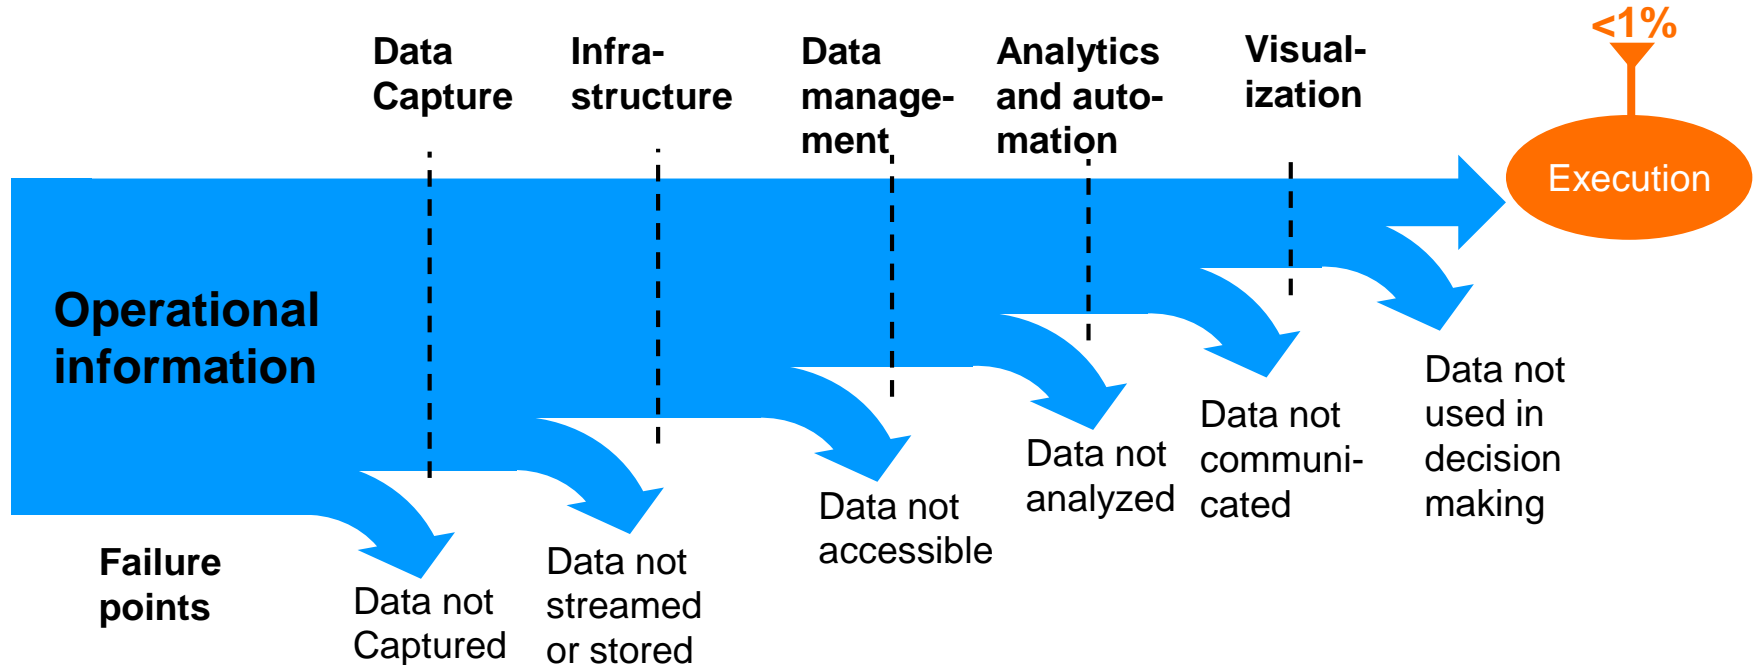 Data
Capture
Infra-
structure
Data
manage-
ment
Analytics
and auto-
mation
Visual-
ization
<1%
Execution
Operational
information
Failure
points
Data not
Captured
Data not
streamed
or stored
Data not
accessible
Data not
analyzed
Data not
communi-
cated
Data not
used in
decision
making